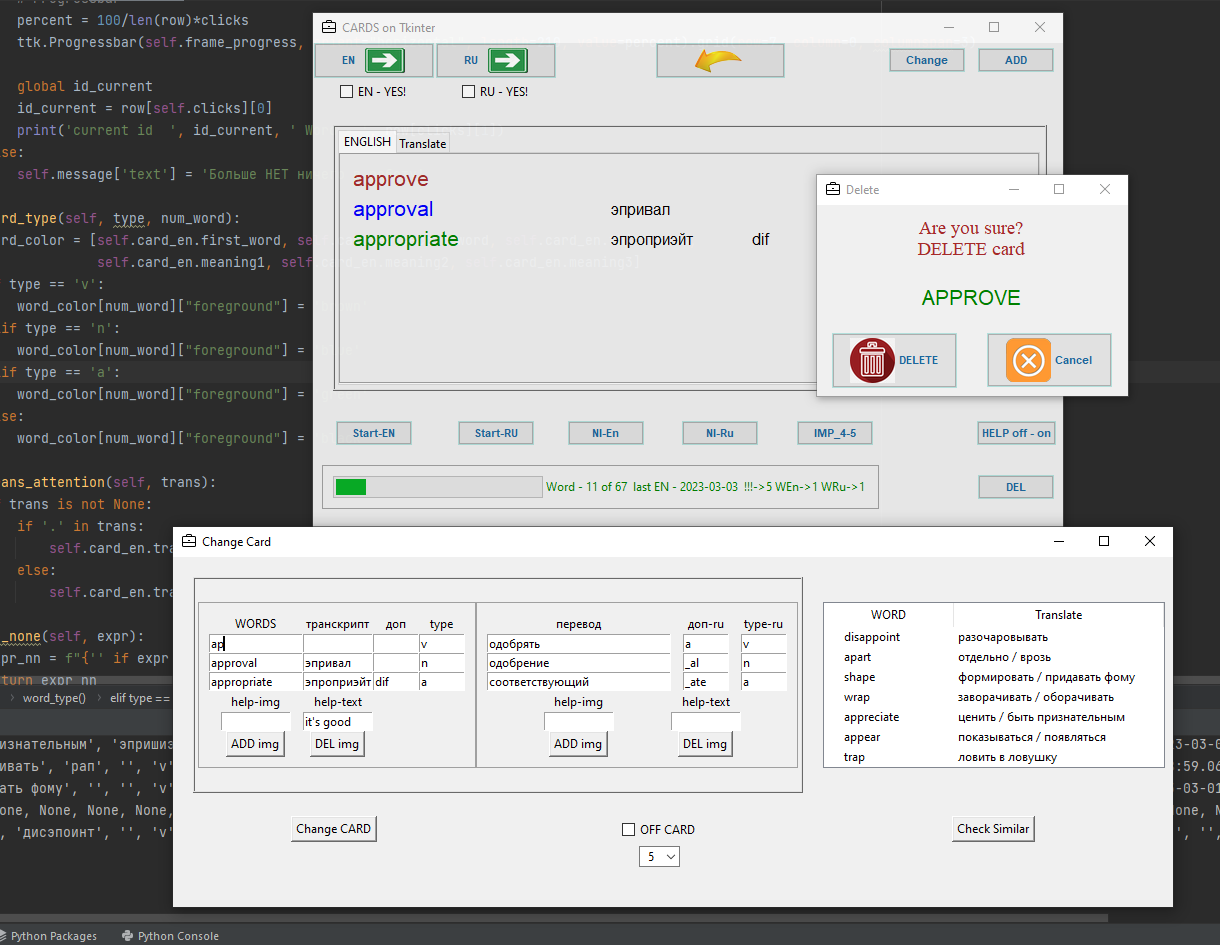 # Progressbar
percent = 100/len(row)*clicks
ttk.Progressbar(self.frame_progress,
global id_current
id_current = row[self.clicks][0]
print('current id  ', id_current, ' W
se:
self.message['text'] = 'Больше НЕТ ни
rd_type(self, type, num_word):
rd_color = [self.card_en.first_word, se
self.card_en.meaning1, self.card_en.meaning2, self.card_en.meaning3]
type == 'v':
word_color[num_word]["foreground"] =
if type == 'n':
word_color[num_word]["foreground"] =
if type == 'a':
word_color[num_word]["foreground"] =
se:
word_color[num_word]["foreground"] =
ans_attention(self, trans):
trans is not None:
if '.' in trans:
self.card_en.tra
else:
self.card_en.tra
_none(self, expr):
pr_nn = f"{'' if expr
turn expr_nn
word_type() elif type ==
изнательным', 'эпришиэ
ивать', 'рап', '', 'v'
ать фому', '', '', 'v'
one, None, None, None,
, 'дисэпоинт', '', 'v'
3-03-0
:59.06
-03-01
one, N
', '',
Python Packages Python Console
CARDS on Tkinter
EN RU Change ADD
EN - YES! RU - YES!
ENGLISH Translate
approve
approval эпривал
appropriate эпроприэйт dif
Start-EN Start-RU NI-En NI-Ru IMP_4-5 HELP off - on
Word - 11 of 67 last EN - 2023-03-03 !!!->5 WEn->1 WRu->1
DEL
Delete
Are you sure?
DELETE card
APPROVE
DELETE Cancel
Change Card
WORDS транскрипт доп type перевод доп-ru type-ru
ap v одобрять a v
approval эпривал n одобрение _al n
appropriate эпроприэйт dif a соответствующий _ate a
help-img help-text help-img help-text
it's good
ADD img DEL img ADD img DEL img
WORD Translate
disappoint разочаровывать
apart отдельно / врозь
shape формировать / придавать фому
wrap заворачивать / оборачивать
appreciate ценить / быть признательным
appear показываться / появляться
trap ловить в ловушку
Change CARD OFF CARD Check Similar
5